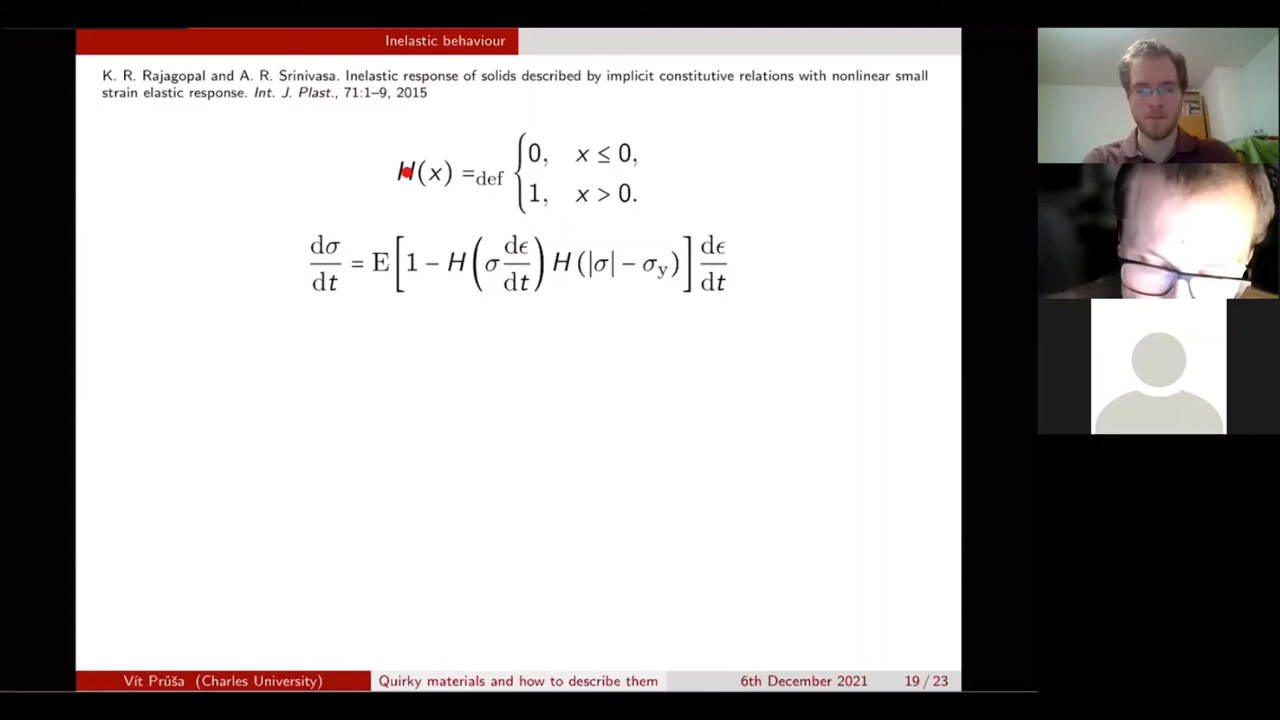 Inelastic behaviour
K. R. Rajagopal and A. R. Srinivasa. Inelastic response of solids described by implicit constitutive relations with nonlinear small
strain elastic response. Int. J. Plast., 71:1–9, 2015
H(x) =def { 0, x ≤ 0,
1, x > 0.
dσ/dt = E[1 − H(σ dϵ/dt) H(|σ| − σy)] dϵ/dt
Vít Průša (Charles University) Quirky materials and how to describe them 6th December 2021 19 / 23